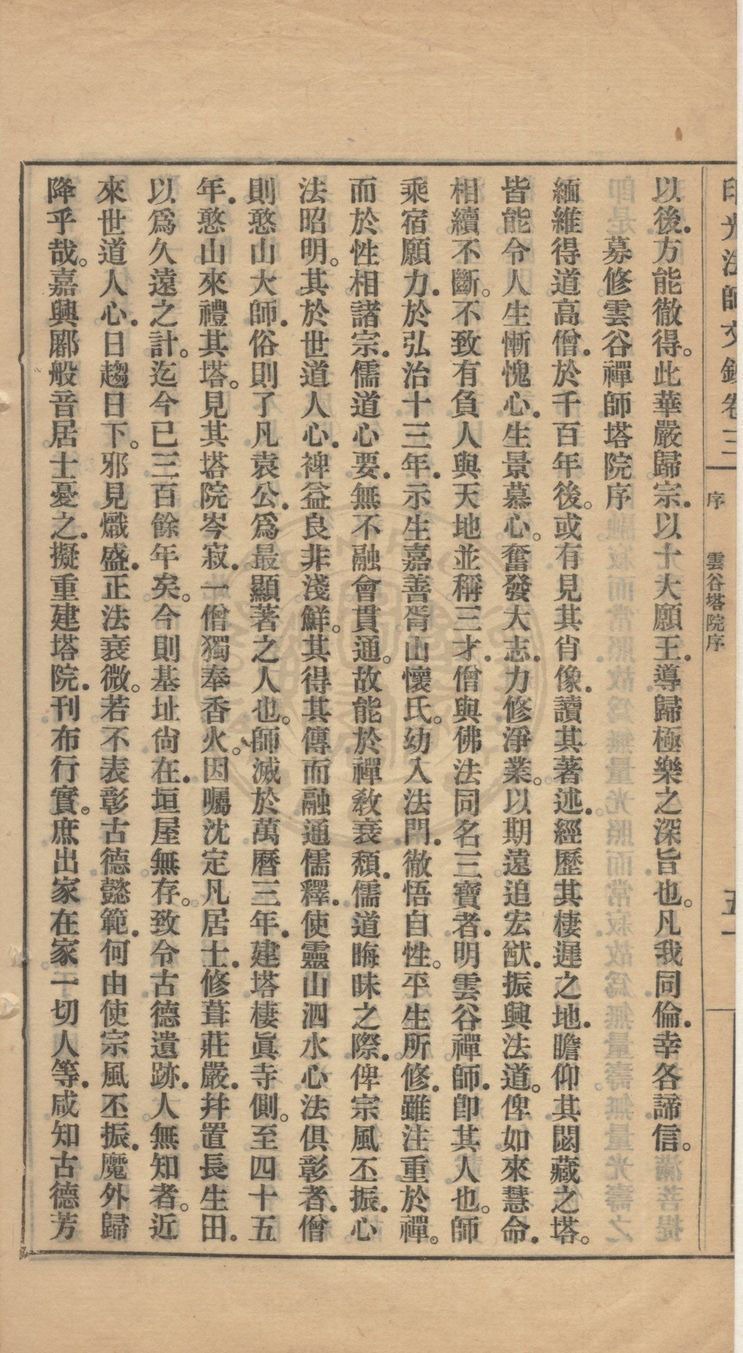 印光法師文鈔卷三　序　雲谷塔院序　五一
以後方能徹得。此華嚴歸宗以十大願王導歸極樂之深旨也。凡我同倫幸各諦信。
募修雲谷禪師塔院序
緬維得道高僧於千百年後。或有見其肖像讀其著述經歷其棲遲之地瞻仰其閟藏之塔。
皆能令人生慚愧心生景慕心。奮發大志力修淨業。以期遠追宏猷振興法道。俾如來慧命
相續不斷。不致有負人與天地並稱三才僧與佛法同名三寶者。明雲谷禪師即其人也。師
乘宿願力於弘治十三年示生嘉善胥山懷氏。幼入法門徹悟自性。平生所修雖注重於禪。
而於性相諸宗儒道心要無不融會貫通。故能於禪教衰頹儒道晦昧之際俾宗風丕振心
法昭明。其於世道人心裨益良非淺鮮。其得其傳而融通儒釋使靈山泗水心法俱彰者僧
則憨山大師俗則了凡袁公為最顯著之人也。師滅於萬曆三年建塔棲眞寺側。至四十五
年憨山來禮其塔。見其塔院岑寂一僧獨奉香火。因囑沈定凡居士修葺莊嚴幷置長生田
以為久遠之計。迄今已三百餘年矣。今則基址尙在垣屋無存。致令古德遺跡人無知者。近
來世道人心日趨日下。邪見熾盛正法衰微。若不表彰古德懿範何由使宗風丕振魔外歸
降乎哉。嘉興鄢般音居士憂之擬重建塔院刊布行實。庶出家在家一切人等咸知古德芳